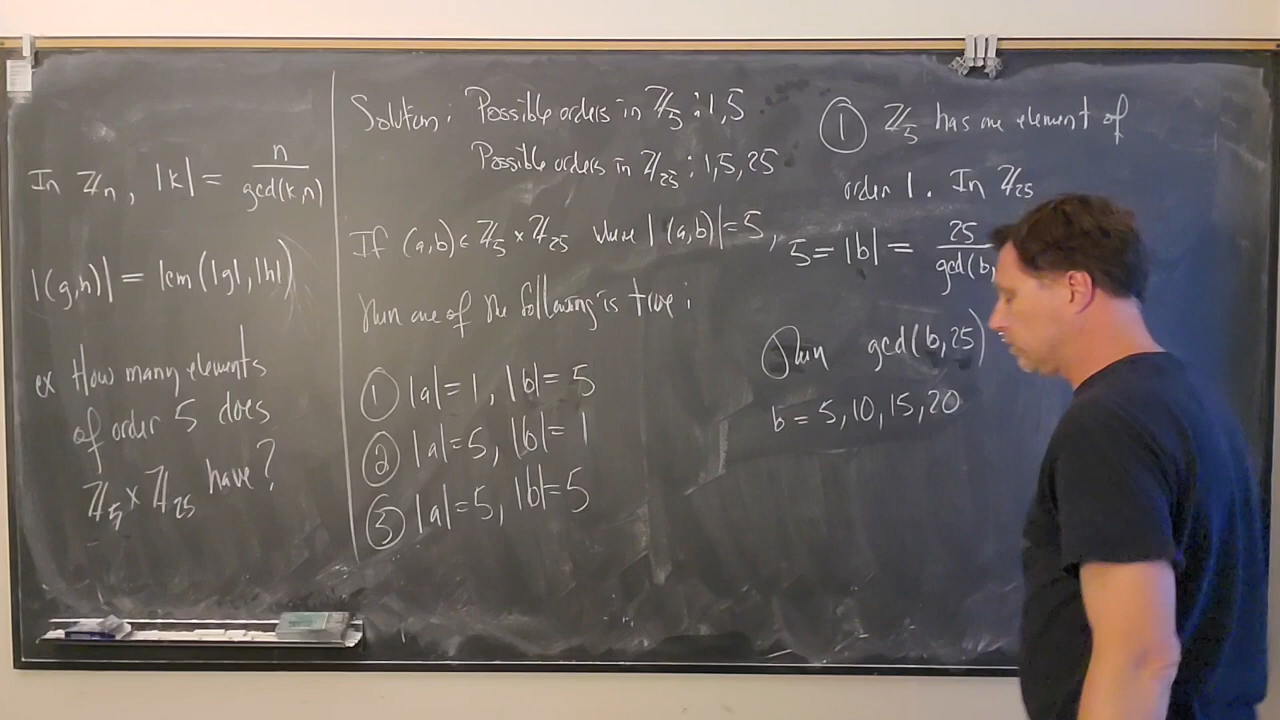 In ℤₙ, |k| = n / gcd(k,n)
|(g,h)| = lcm(|g|,|h|)
ex How many elements
of order 5 does
ℤ₅ × ℤ₂₅ have?
Solution: Possible orders in ℤ₅: 1,5
Possible orders in ℤ₂₅: 1,5,25
If (a,b) ∈ ℤ₅ × ℤ₂₅ where |(a,b)| = 5,
then one of the following is true:
① |a| = 1, |b| = 5
② |a| = 5, |b| = 1
③ |a| = 5, |b| = 5
① ℤ₅ has one element of
order 1. In ℤ₂₅
5 = |b| = 25 / gcd(b,
Then gcd(b,25)
b = 5,10,15,20